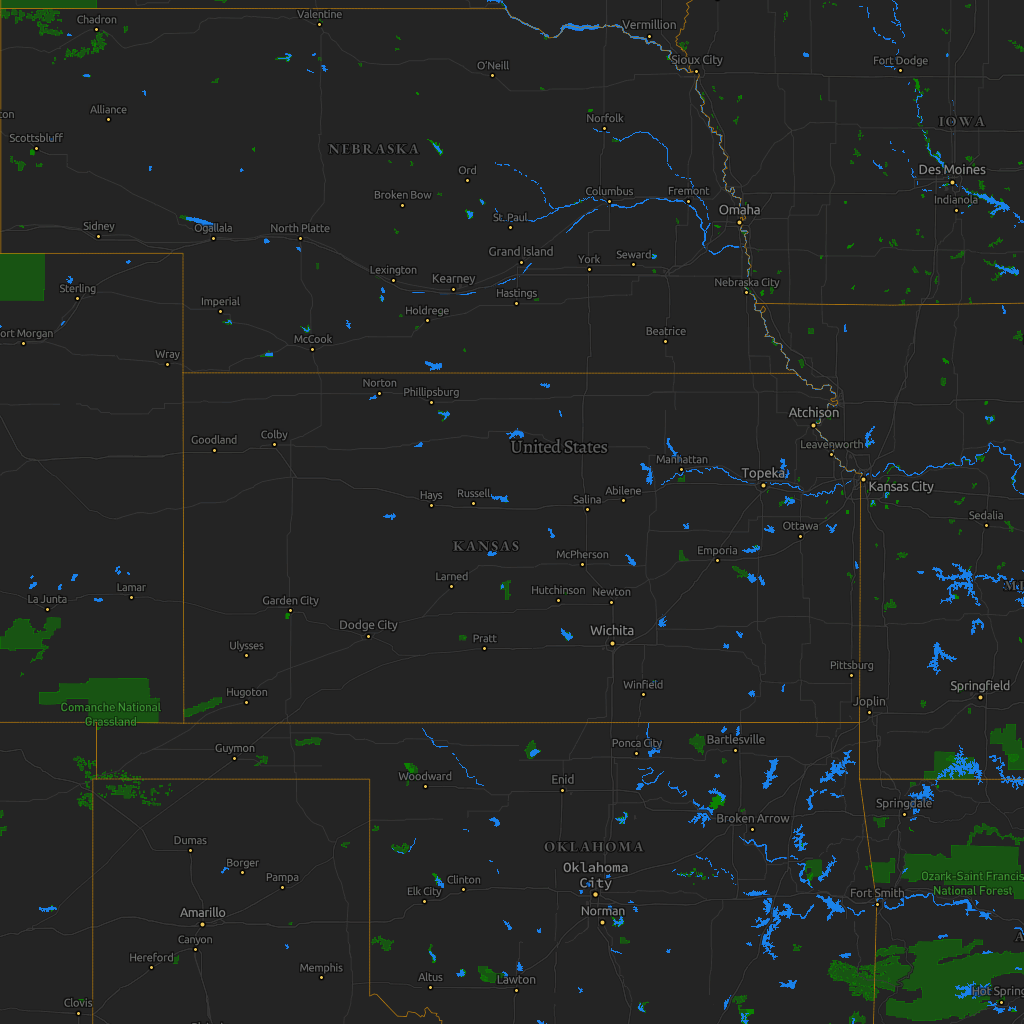 Chadron
Valentine
Vermillion
O'Neill
Sioux City
Fort Dodge
Alliance
ton
Norfolk
IOWA
Scottsbluff
NEBRASKA
Ord
Des Moines
Broken Bow
Columbus
Fremont
Indianola
Omaha
St. Paul
Sidney
Ogallala
North Platte
Grand Island
York
Seward
Lexington
Kearney
Nebraska City
Sterling
Hastings
Imperial
Holdrege
ort Morgan
McCook
Beatrice
Wray
Norton
Phillipsburg
Atchison
Goodland
Colby
United States
Leavenworth
Manhattan
Topeka
Kansas City
Hays
Russell
Salina
Abilene
Sedalia
Ottawa
KANSAS
McPherson
Emporia
Larned
Lamar
Hutchinson
Newton
La Junta
Garden City
Dodge City
Wichita
Pratt
Ulysses
Pittsburg
Winfield
Springfield
Hugoton
Comanche National
Grassland
Joplin
Guymon
Ponca City
Bartlesville
Woodward
Enid
Springdale
Broken Arrow
Dumas
OKLAHOMA
Borger
Oklahoma
City
Pampa
Clinton
Elk City
Ozark-Saint Francis
National Forest
Fort Smith
Amarillo
Norman
Canyon
A
Hereford
Memphis
Altus
Lawton
Hot Spring
Clovis